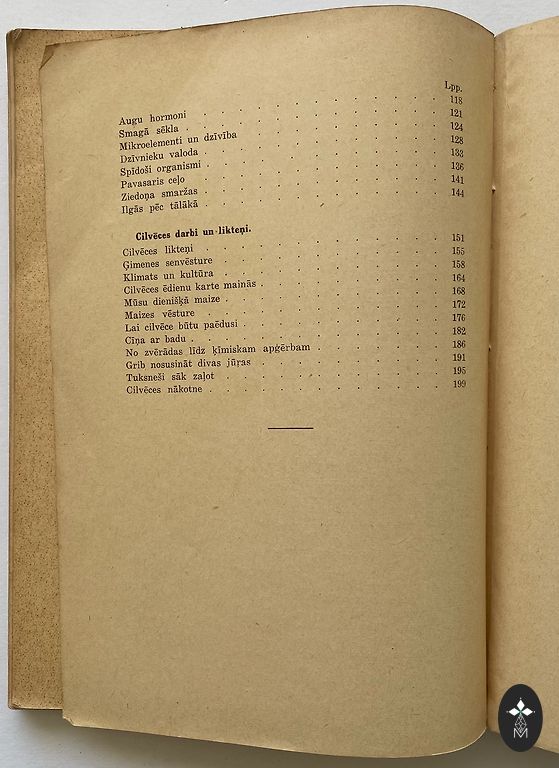 Lpp.
Augu hormoni 118
Smagā sēkla 121
Mikroelementi un dzīvība 124
Dzīvnieku valoda 128
Spīdoši organismi 133
Pavasaris ceļo 136
Ziedoņa smaržas 141
Ilgās pēc tālākā 144
Cilvēces darbi un likteņi.
Cilvēces likteņi 151
Ģimenes senvēsture 155
Klimats un kultūra 158
Cilvēces ēdienu karte mainās 164
Mūsu dienišķā maize 168
Maizes vēsture 172
Lai cilvēce būtu paēdusi 176
Cīņa ar badu 182
No zvērādas līdz ķīmiskam apģērbam 186
Grib nosusināt divas jūras 191
Tuksneši sāk zaļot 195
Cilvēces nākotne 199